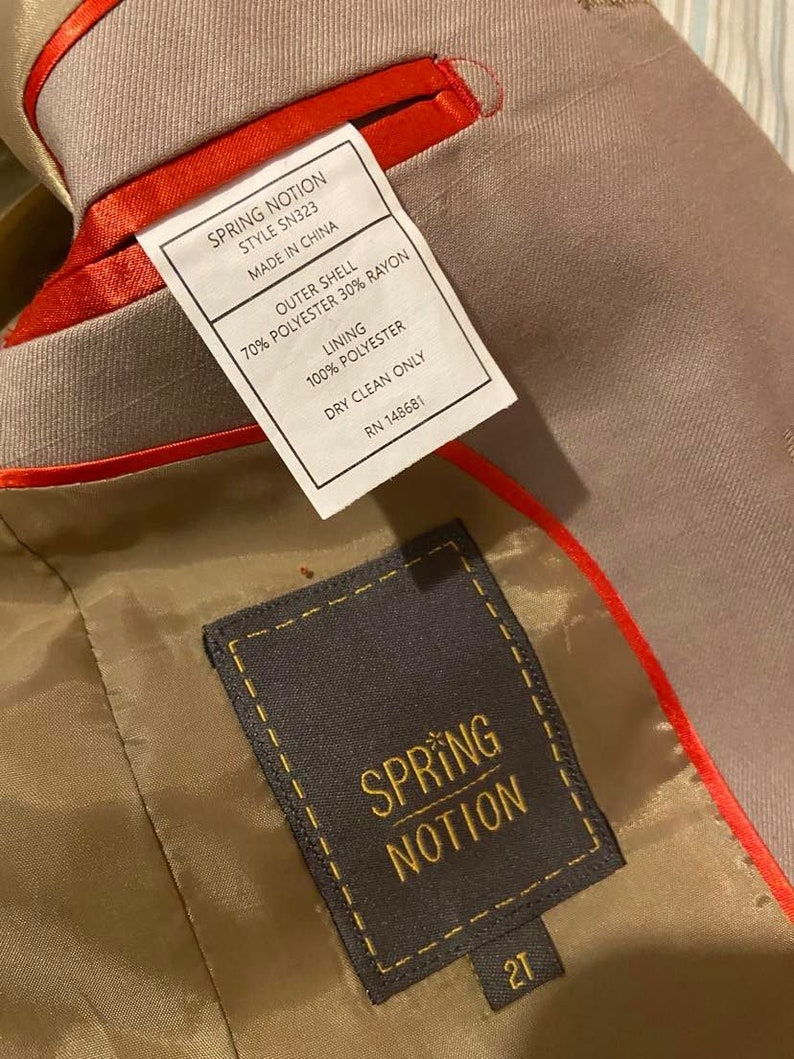 SPRING NOTION
STYLE SN323
MADE IN CHINA
OUTER SHELL
70% POLYESTER 30% RAYON
LINING
100% POLYESTER
DRY CLEAN ONLY
RN 148681
SPRiNG
NOTION
2T